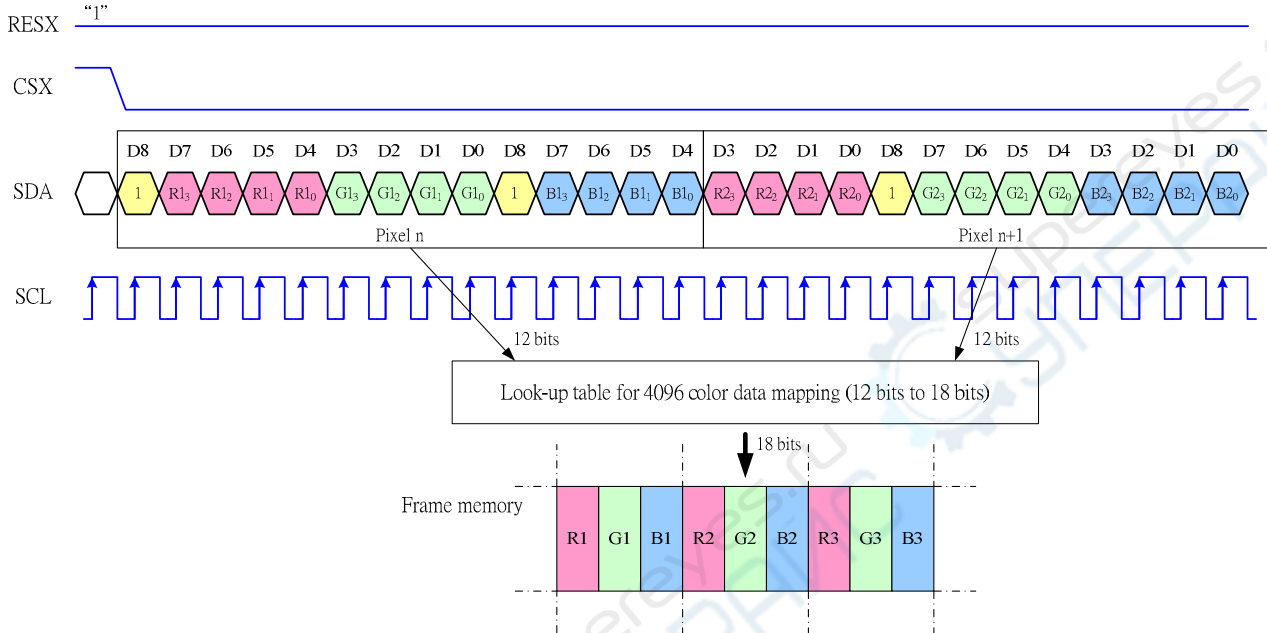 RESX “1”
CSX
D8 D7 D6 D5 D4 D3 D2 D1 D0 D8 D7 D6 D5 D4 D3 D2 D1 D0 D8 D7 D6 D5 D4 D3 D2 D1 D0
SDA 1 R1₃ R1₂ R1₁ R1₀ G1₃ G1₂ G1₁ G1₀ 1 B1₃ B1₂ B1₁ B1₀ R2₃ R2₂ R2₁ R2₀ 1 G2₃ G2₂ G2₁ G2₀ B2₃ B2₂ B2₁ B2₀
Pixel n Pixel n+1
SCL
12 bits 12 bits
Look-up table for 4096 color data mapping (12 bits to 18 bits)
18 bits
Frame memory
R1 G1 B1 R2 G2 B2 R3 G3 B3